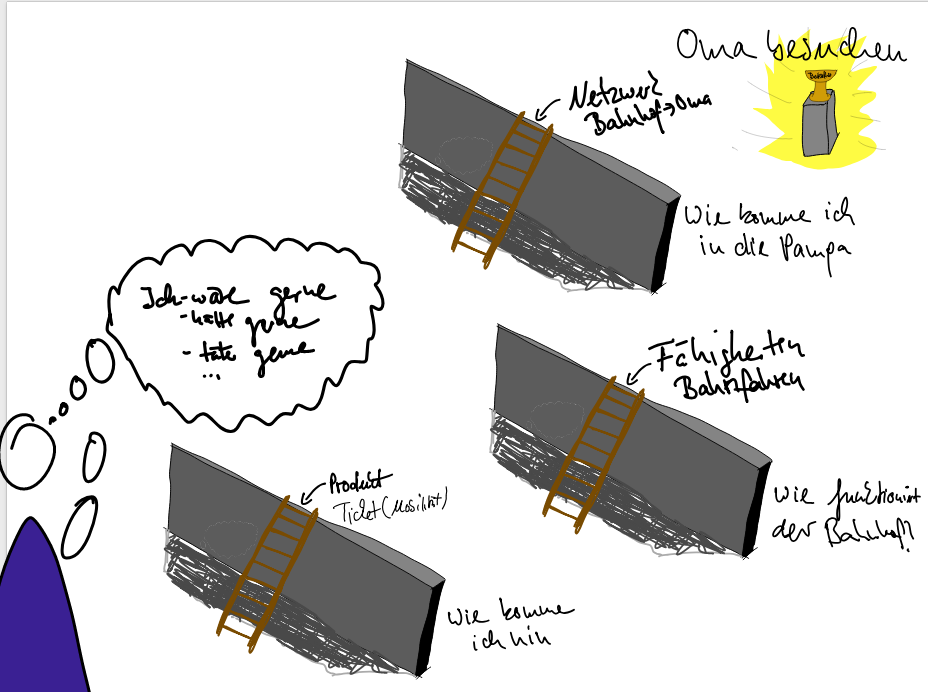 Oma besuchen
Netzwerk
Bahnhof→Oma
Wie komme ich
in die Pampa
Ich-wäre gerne
-hätte gerne
- täte gerne
...
Fähigkeiten
Bahnfahren
Produkt
Ticket (Mobilität)
Wie funktioniert
der Bahnhof?
Wie komme
ich hin